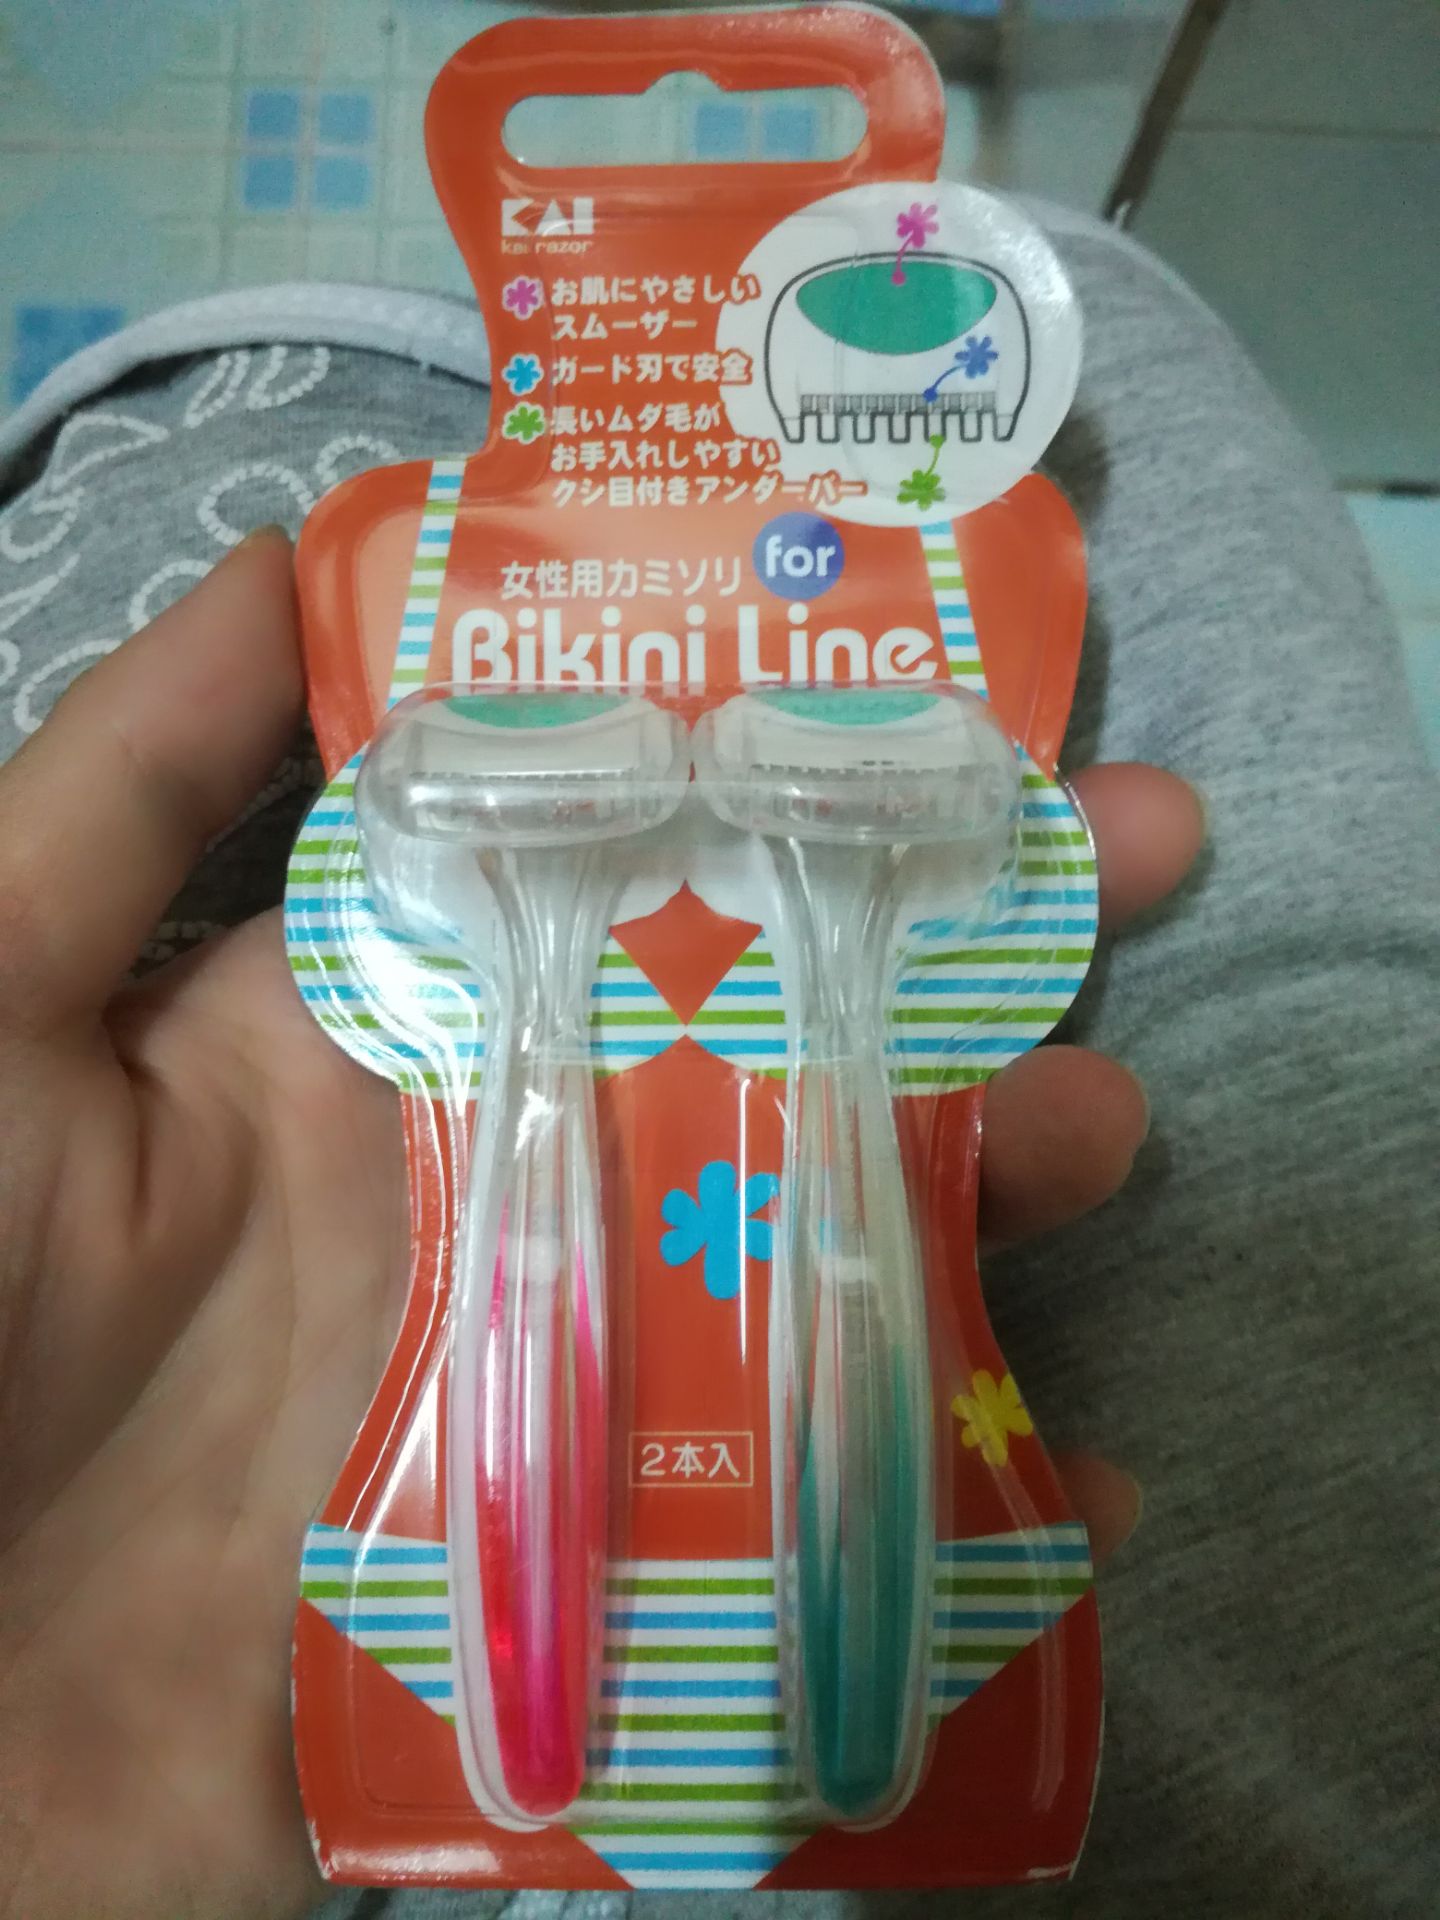 KAI
kai razor
お肌にやさしい
スムーザー
ガード刃で安全
長いムダ毛が
お手入れしやすい
クシ目付きアンダーバー
女性用カミソリ for
Bikini Line
2本入